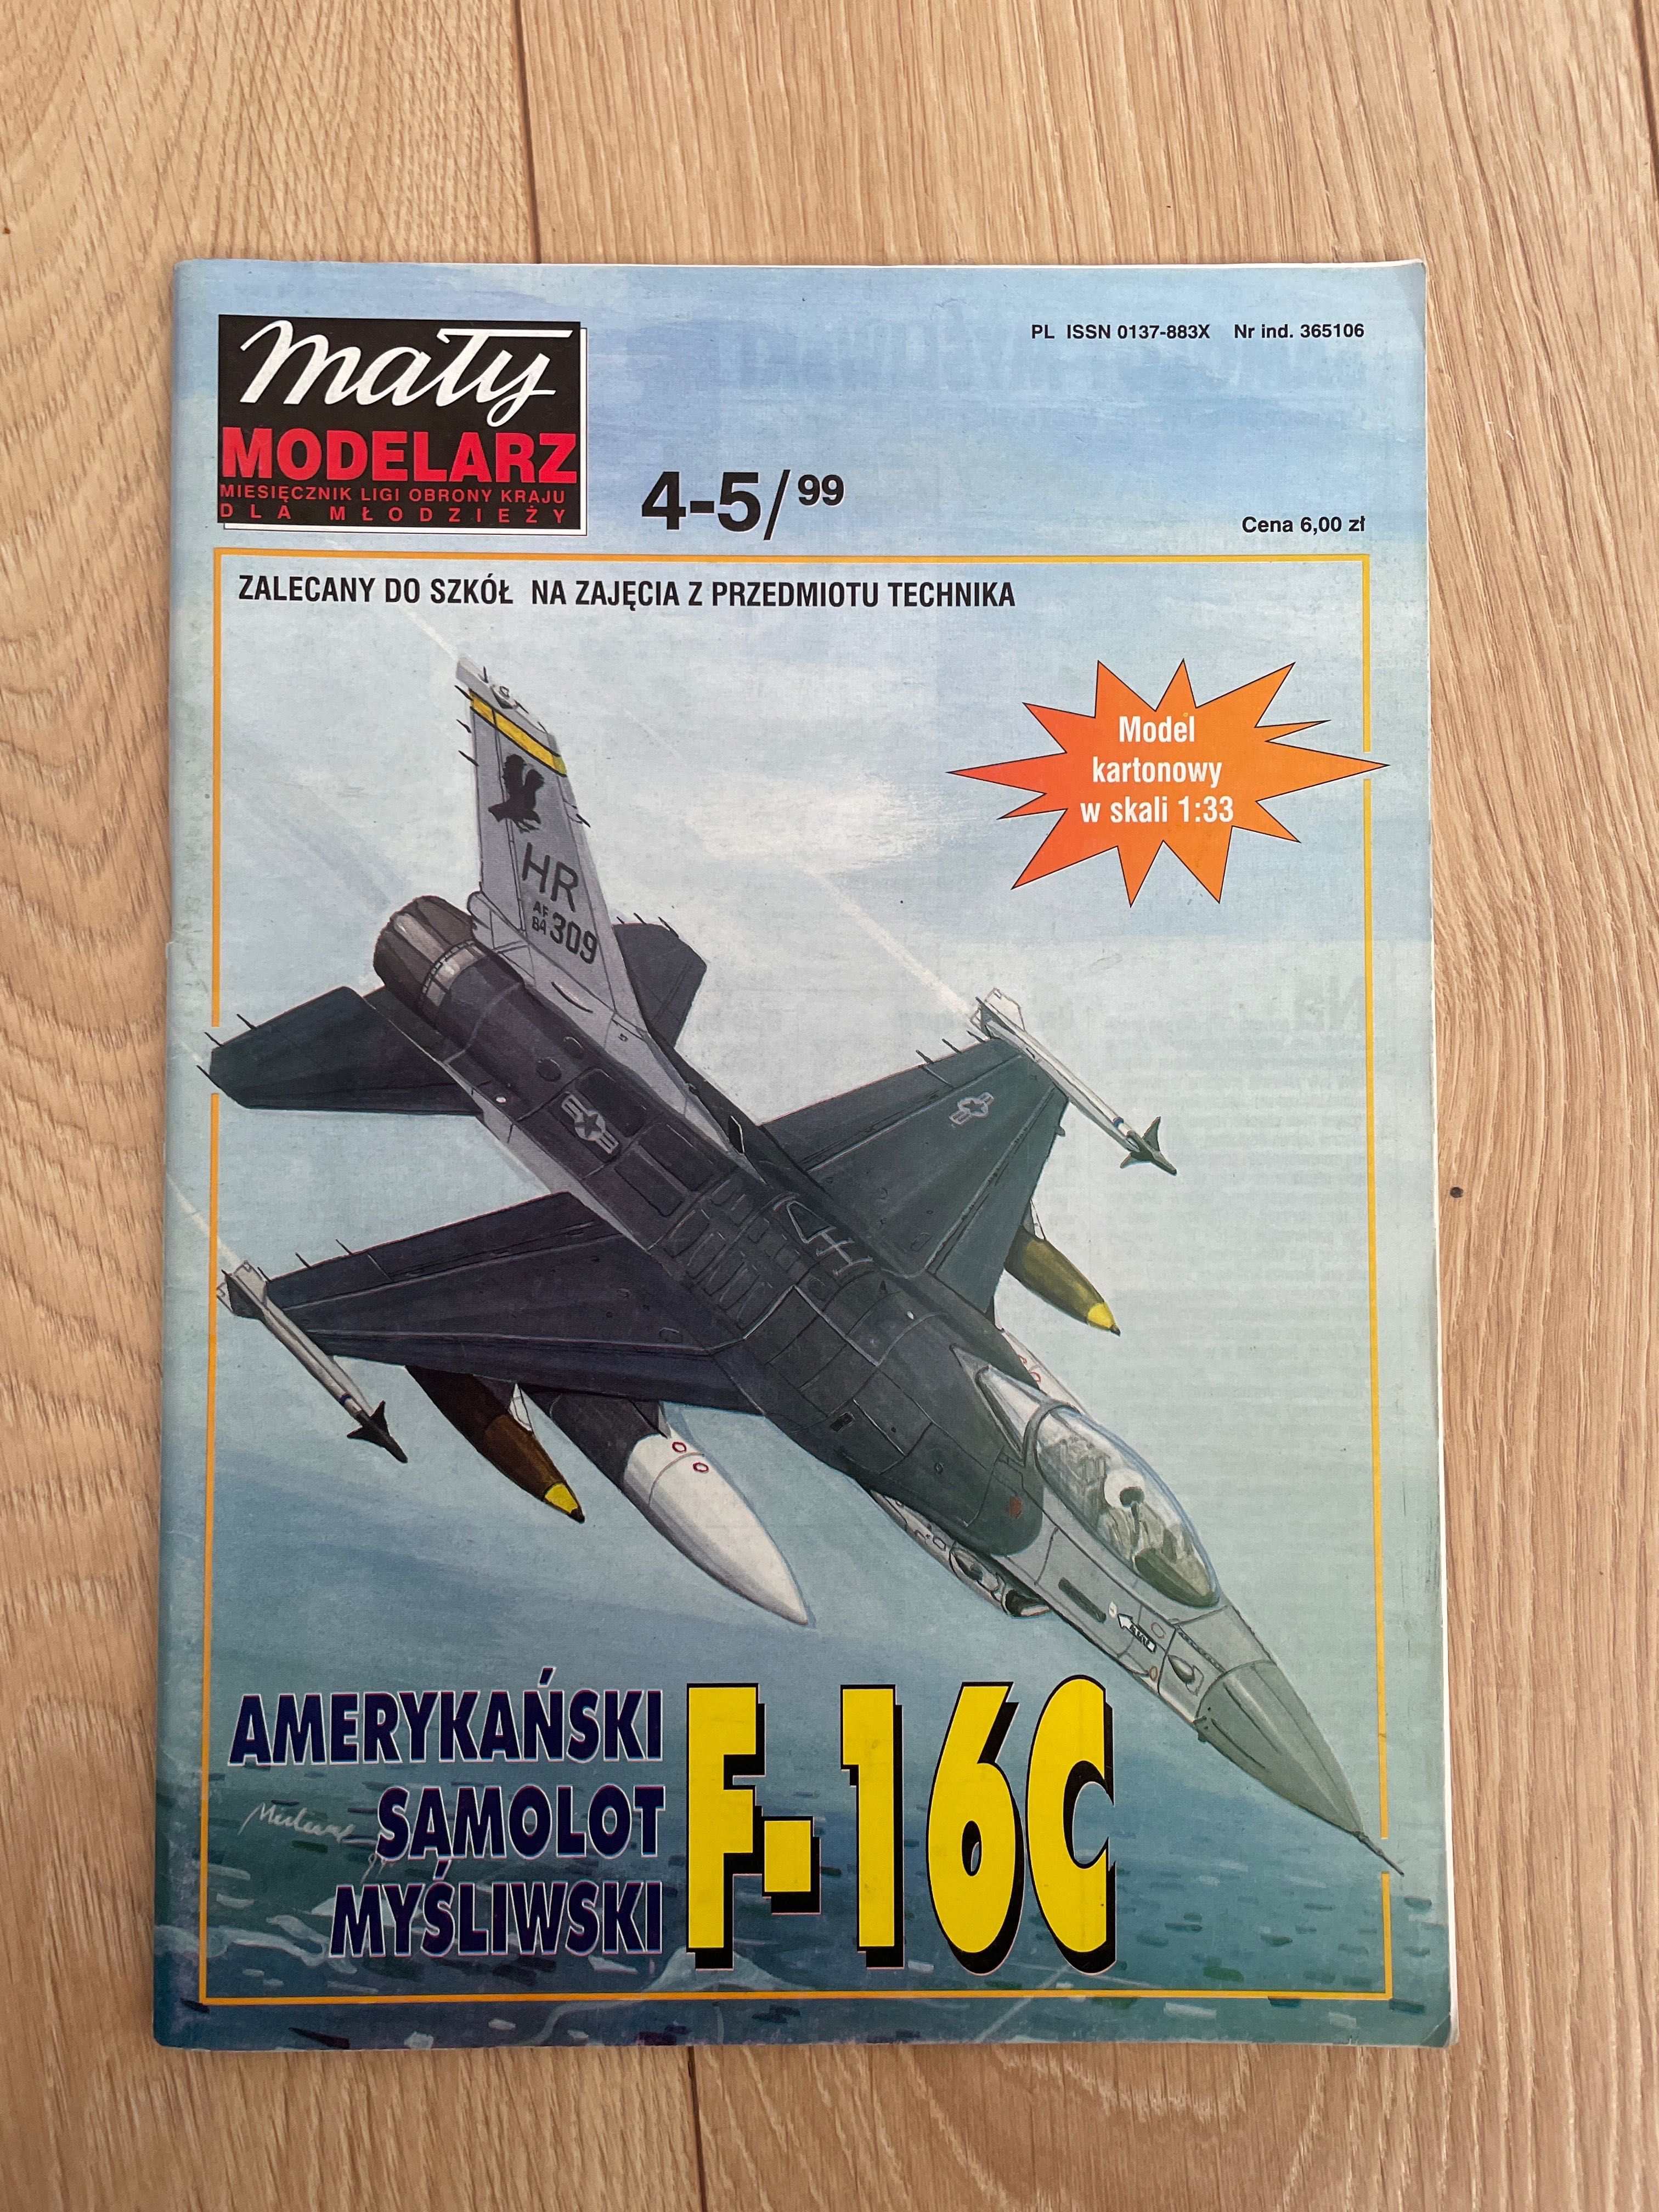 mały
MODELARZ
MIESIĘCZNIK LIGI OBRONY KRAJU
DLA MŁODZIEŻY
4-5/99
PL ISSN 0137-883X Nr ind. 365106
Cena 6,00 zł
ZALECANY DO SZKÓŁ NA ZAJĘCIA Z PRZEDMIOTU TECHNIKA
Model
kartonowy
w skali 1:33
HR
AF
84 309
AMERYKAŃSKI
SAMOLOT
MYŚLIWSKI
F-16C